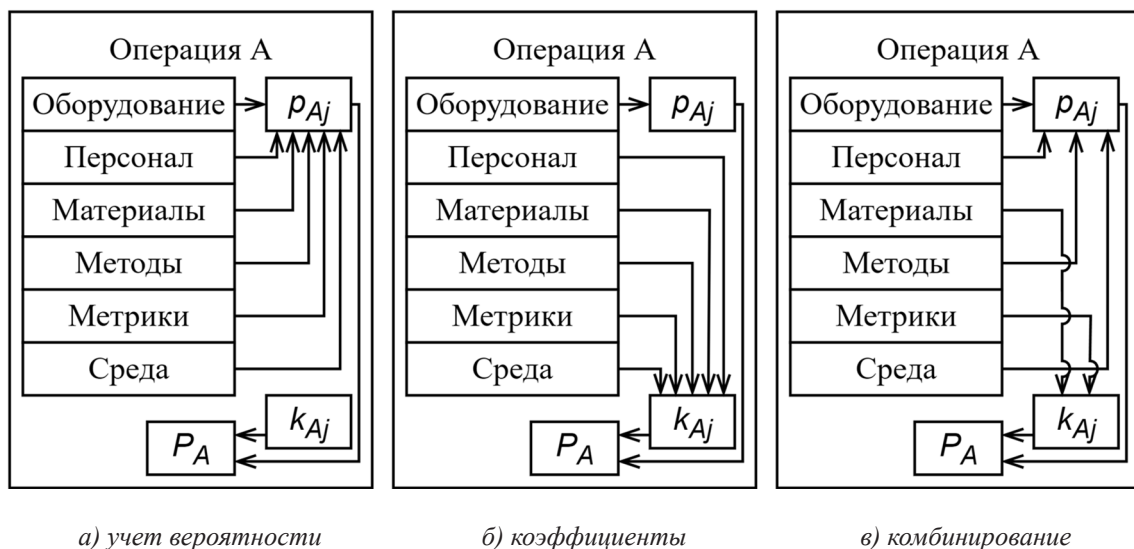 Операция А
Оборудование
p_Aj
Персонал
Материалы
Методы
Метрики
Среда
k_Aj
P_A
Операция А
Оборудование
p_Aj
Персонал
Материалы
Методы
Метрики
Среда
k_Aj
P_A
Операция А
Оборудование
p_Aj
Персонал
Материалы
Методы
Метрики
Среда
k_Aj
P_A
а) учет вероятности
б) коэффициенты
в) комбинирование